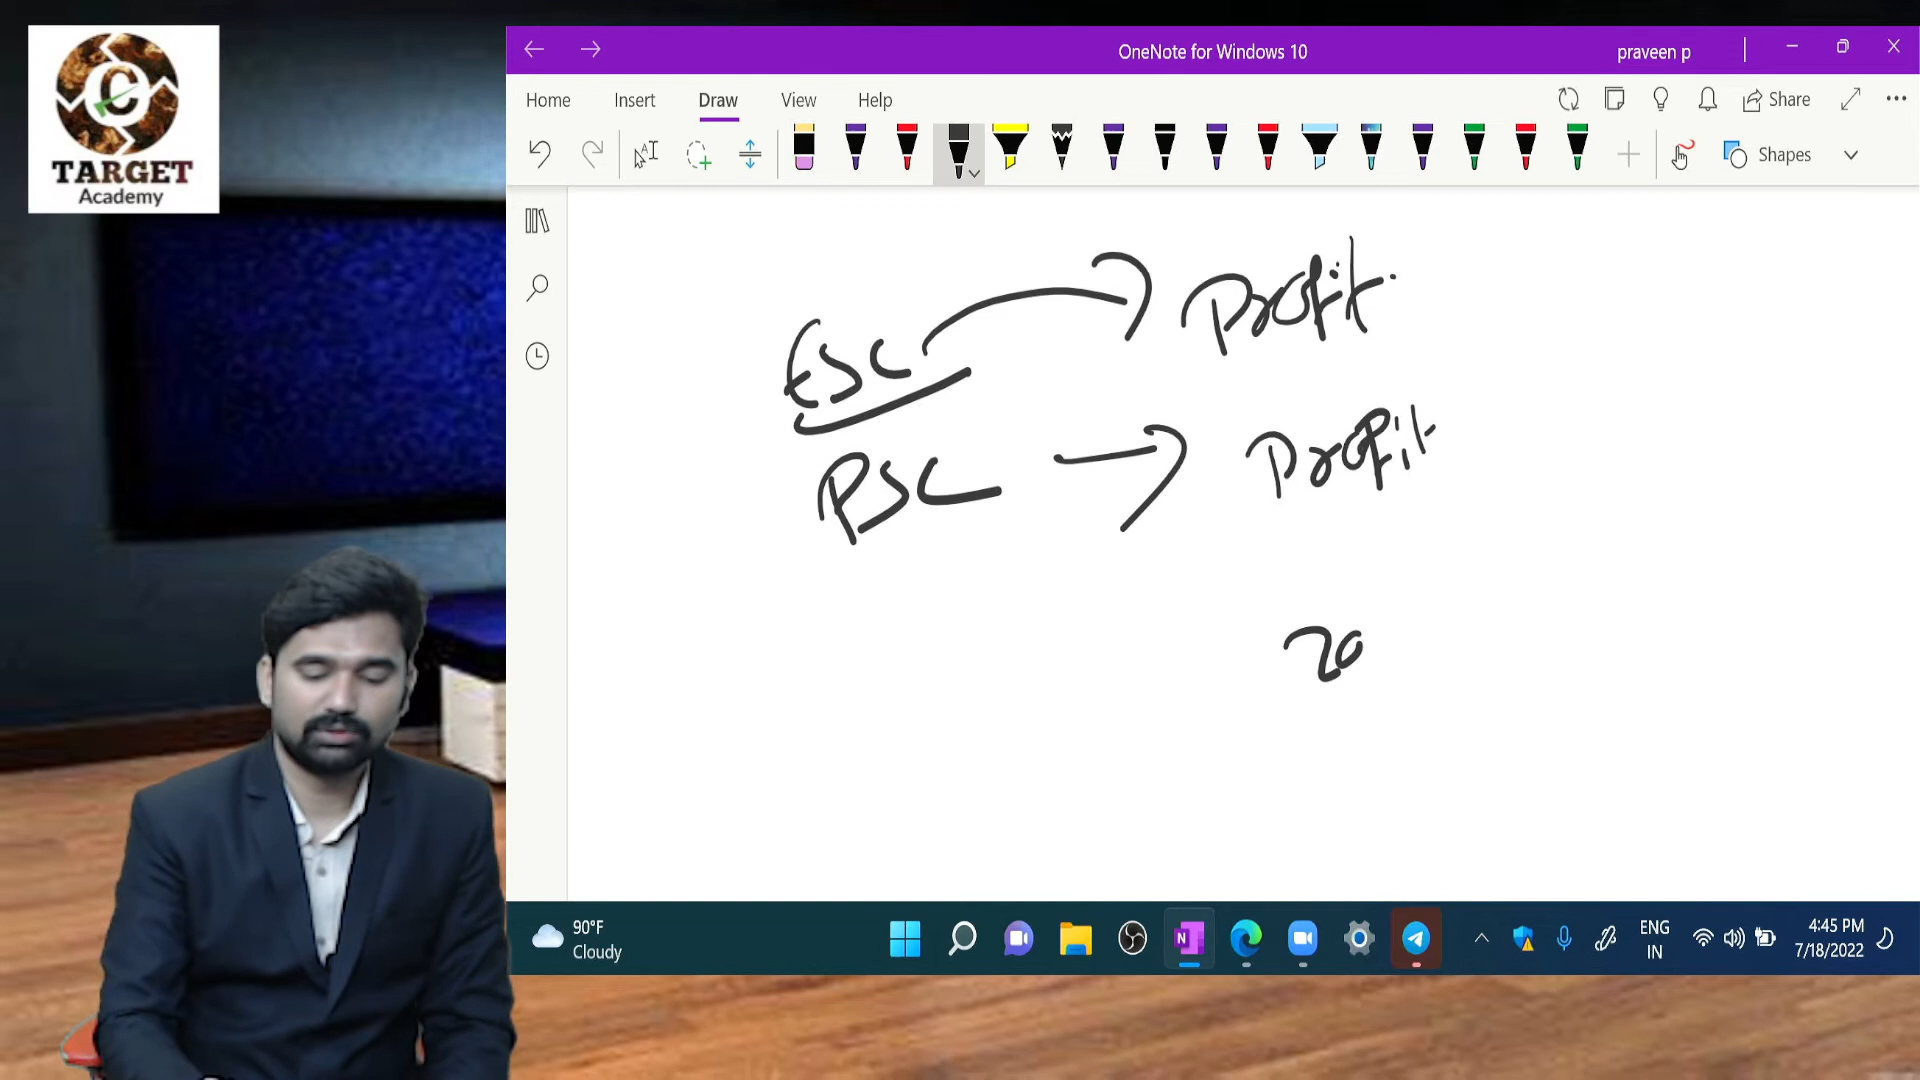 TARGET
Academy
OneNote for Windows 10
praveen p
Home Insert Draw View Help
Share
Shapes
ESC → Profit
PSC → Profit
20
90°F
Cloudy
ENG
IN
4:45 PM
7/18/2022